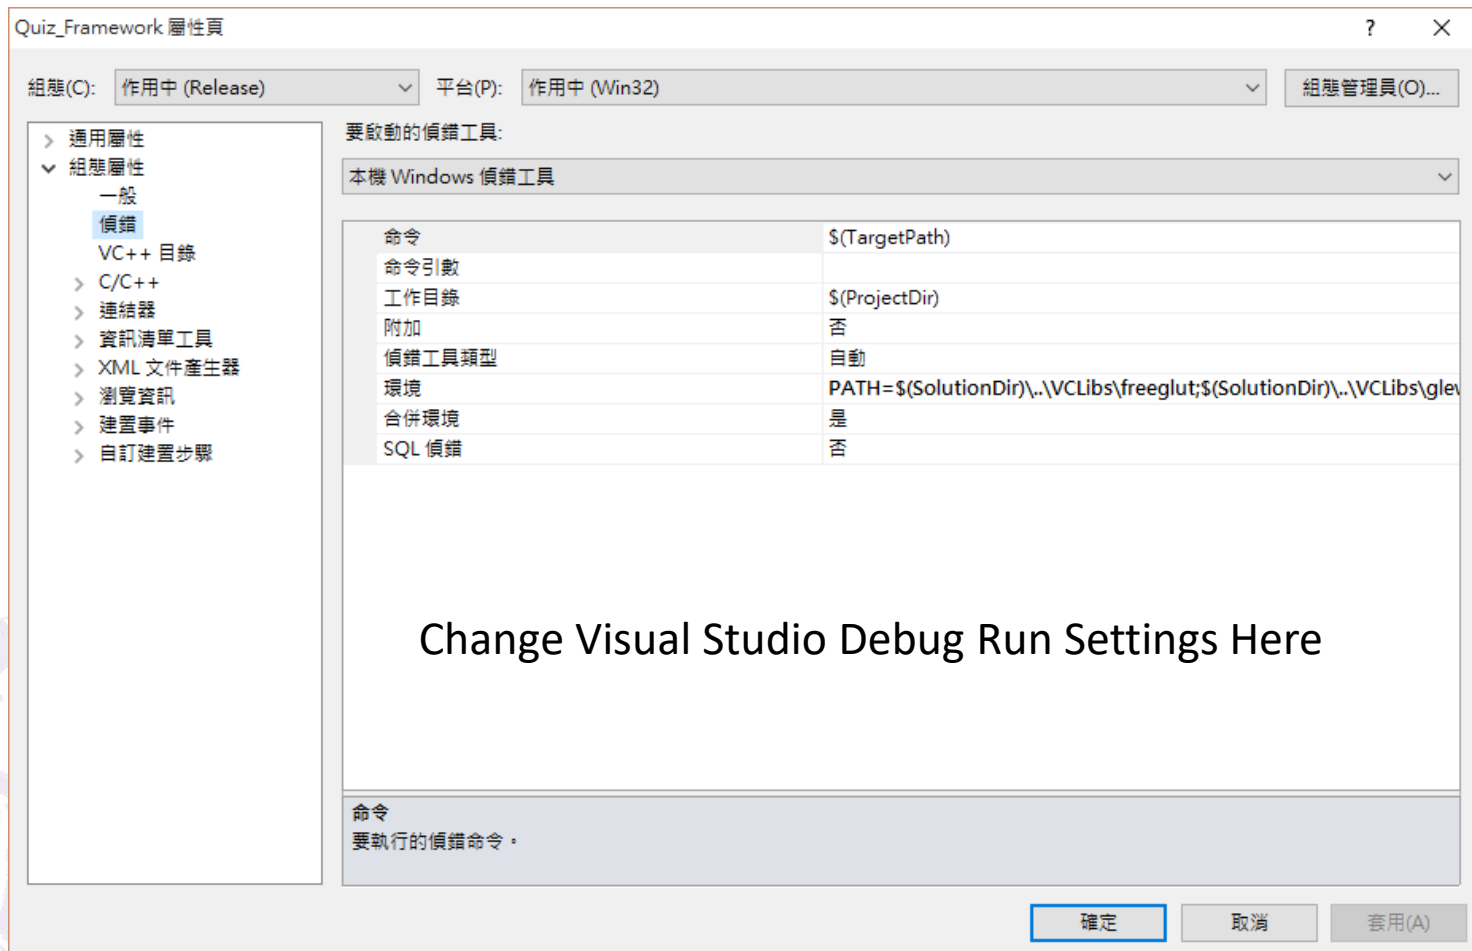 Quiz_Framework 屬性頁
組態(C): 作用中 (Release) 平台(P): 作用中 (Win32) 組態管理員(O)...
通用屬性
組態屬性
一般
偵錯
VC++ 目錄
C/C++
連結器
資訊清單工具
XML 文件產生器
瀏覽資訊
建置事件
自訂建置步驟
要啟動的偵錯工具:
本機 Windows 偵錯工具
命令 $(TargetPath)
命令引數
工作目錄 $(ProjectDir)
附加 否
偵錯工具類型 自動
環境 PATH=$(SolutionDir)\..\VCLibs\freeglut;$(SolutionDir)\..\VCLibs\glew
合併環境 是
SQL 偵錯 否
Change Visual Studio Debug Run Settings Here
命令
要執行的偵錯命令。
確定 取消 套用(A)